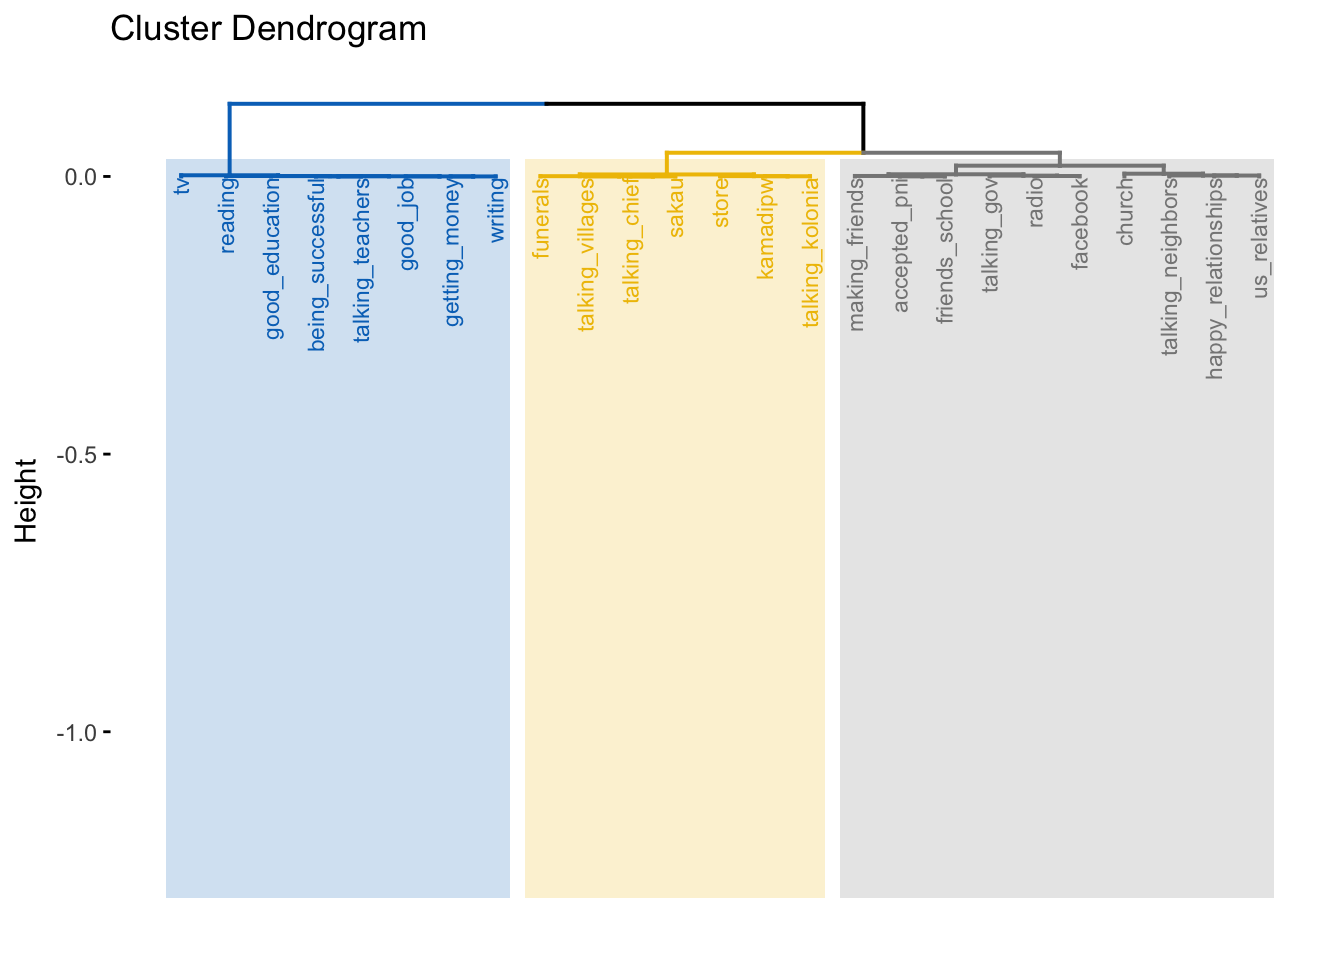 Cluster Dendrogram
Height
0.0
-0.5
-1.0
tv
reading
good_education
being_successful
talking_teachers
good_job
getting_money
writing
funerals
talking_villages
talking_chief
sakau
store
kamadipw
talking_kolonia
making_friends
accepted_pni
friends_school
talking_gov
radio
facebook
church
talking_neighbors
happy_relationships
us_relatives